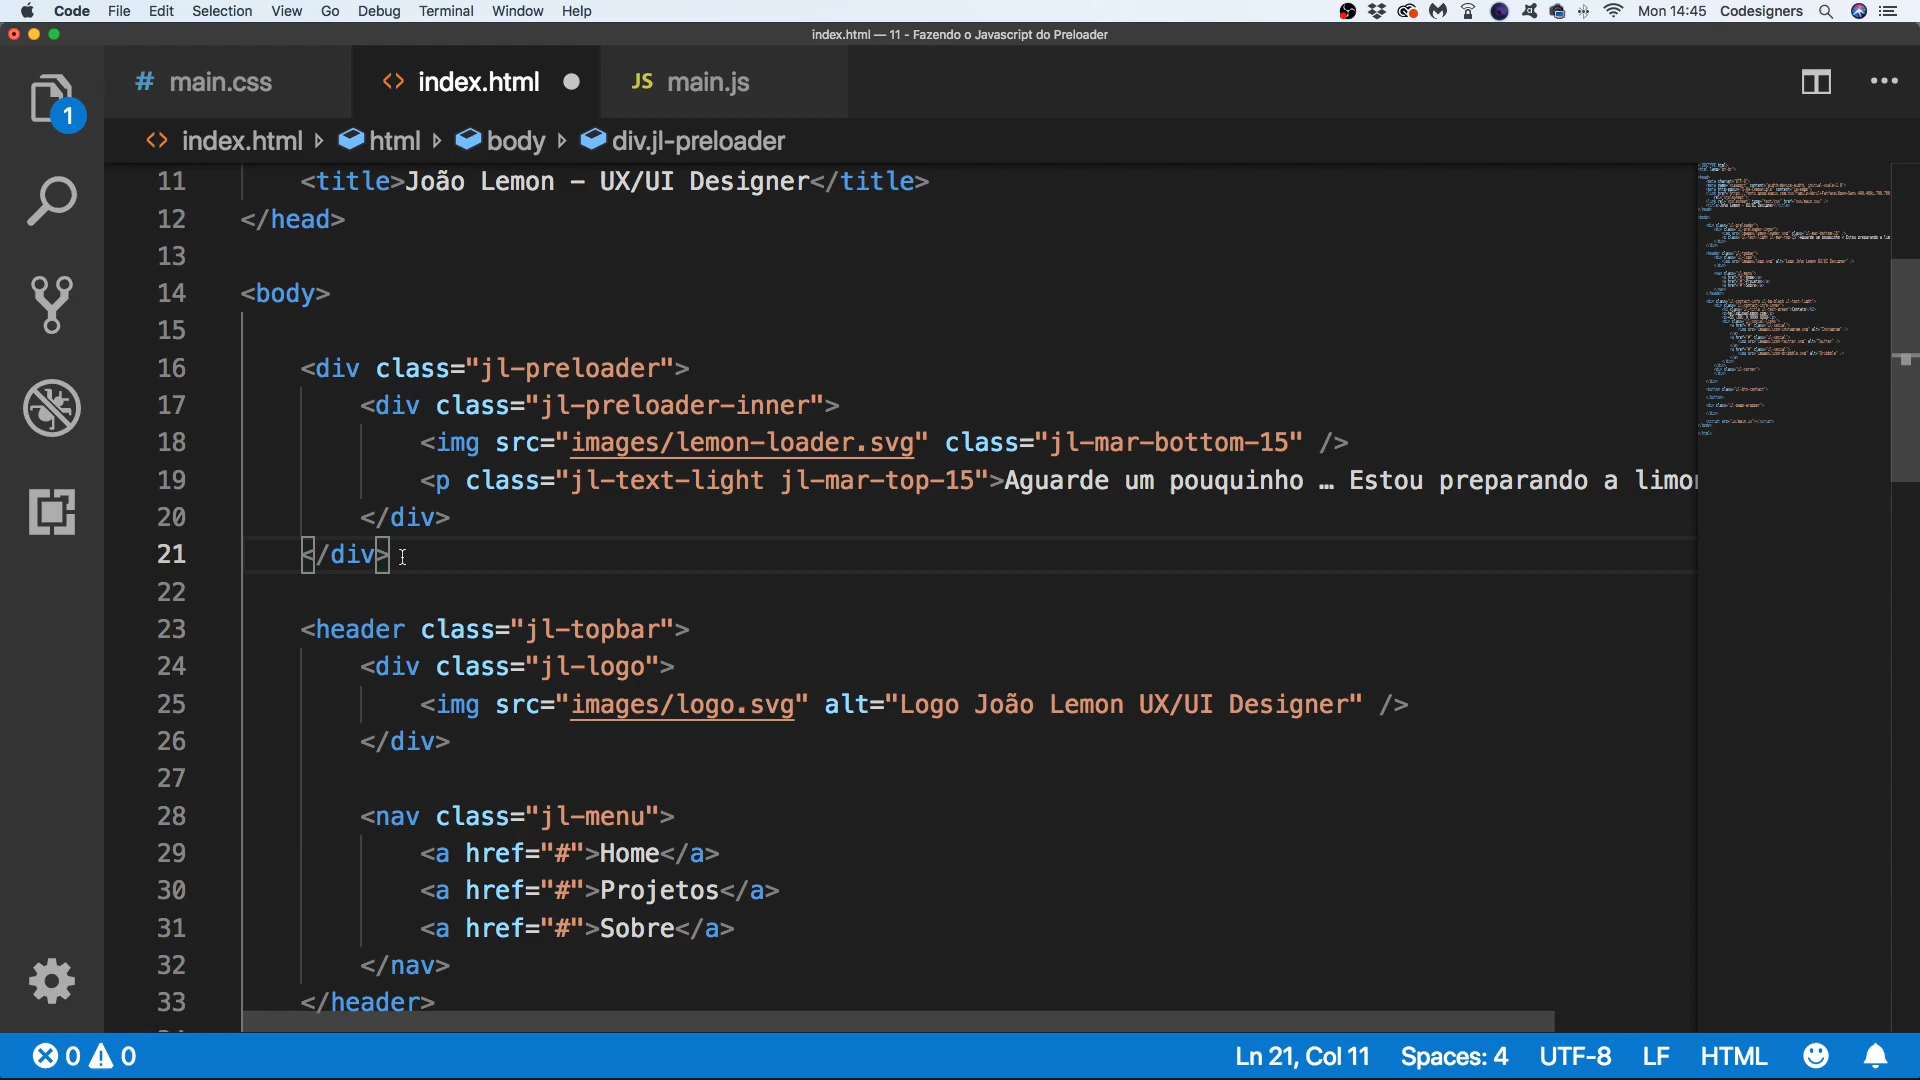 Code File Edit Selection View Go Debug Terminal Window Help Mon 14:45 Codesigners
index.html — 11 - Fazendo o Javascript do Preloader
# main.css <> index.html JS main.js
1
<> index.html html body div.jl-preloader
11 <title>João Lemon – UX/UI Designer</title>
12 </head>
13
14 <body>
15
16 <div class="jl-preloader">
17 <div class="jl-preloader-inner">
18 <img src="images/lemon-loader.svg" class="jl-mar-bottom-15" />
19 <p class="jl-text-light jl-mar-top-15">Aguarde um pouquinho … Estou preparando a limon
20 </div>
21 </div>
22
23 <header class="jl-topbar">
24 <div class="jl-logo">
25 <img src="images/logo.svg" alt="Logo João Lemon UX/UI Designer" />
26 </div>
27
28 <nav class="jl-menu">
29 <a href="#">Home</a>
30 <a href="#">Projetos</a>
31 <a href="#">Sobre</a>
32 </nav>
33 </header>
0 0 Ln 21, Col 11 Spaces: 4 UTF-8 LF HTML